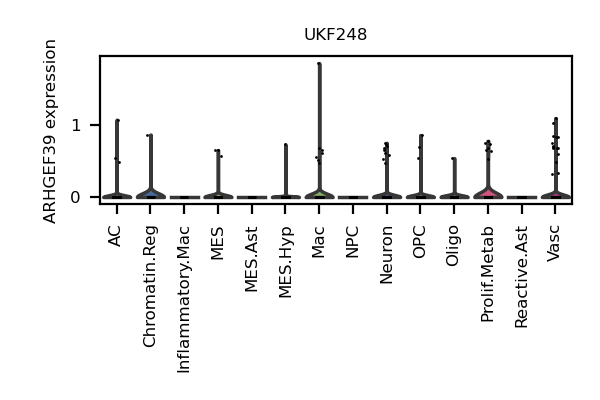 UKF248
ARHGEF39 expression
1
0
AC
Chromatin.Reg
Inflammatory.Mac
MES
MES.Ast
MES.Hyp
Mac
NPC
Neuron
OPC
Oligo
Prolif.Metab
Reactive.Ast
Vasc